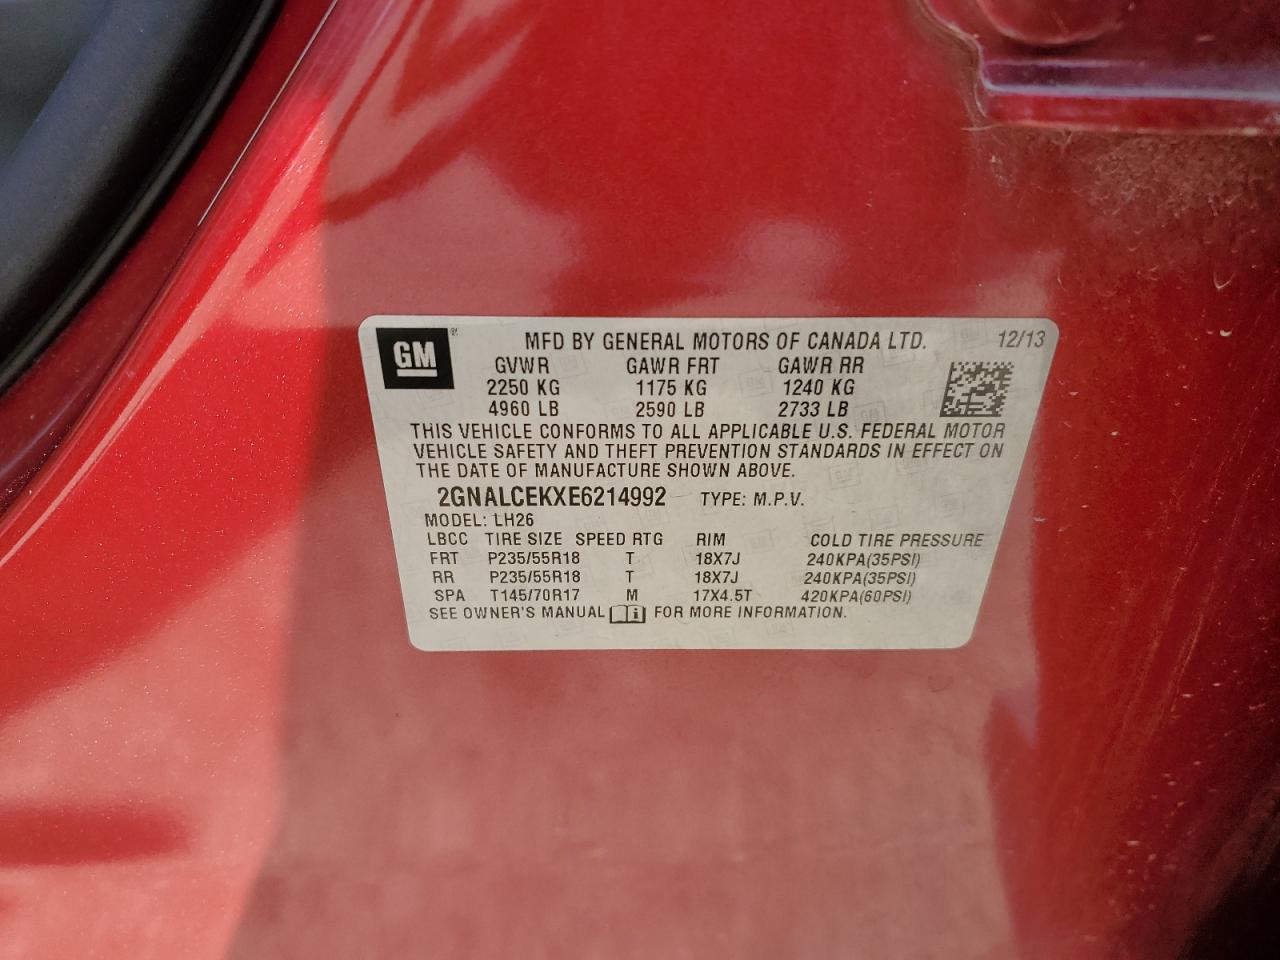 GM ®
MFD BY GENERAL MOTORS OF CANADA LTD. 12/13
GVWR GAWR FRT GAWR RR
2250 KG 1175 KG 1240 KG
4960 LB 2590 LB 2733 LB
THIS VEHICLE CONFORMS TO ALL APPLICABLE U.S. FEDERAL MOTOR
VEHICLE SAFETY AND THEFT PREVENTION STANDARDS IN EFFECT ON
THE DATE OF MANUFACTURE SHOWN ABOVE.
2GNALCEKXE6214992 TYPE: M.P.V.
MODEL: LH26
LBCC TIRE SIZE SPEED RTG RIM COLD TIRE PRESSURE
FRT P235/55R18 T 18X7J 240KPA(35PSI)
RR P235/55R18 T 18X7J 240KPA(35PSI)
SPA T145/70R17 M 17X4.5T 420KPA(60PSI)
SEE OWNER'S MANUAL i FOR MORE INFORMATION.